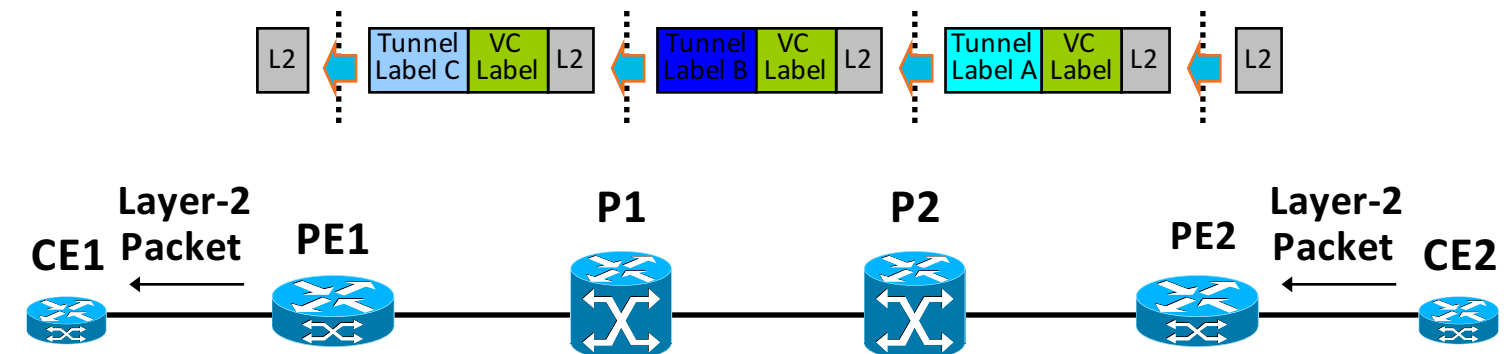 L2
Tunnel
Label C
VC
Label
L2
Tunnel
Label B
VC
Label
L2
Tunnel
Label A
VC
Label
L2
L2
CE1
Layer-2
Packet
PE1
P1
P2
PE2
Layer-2
Packet
CE2